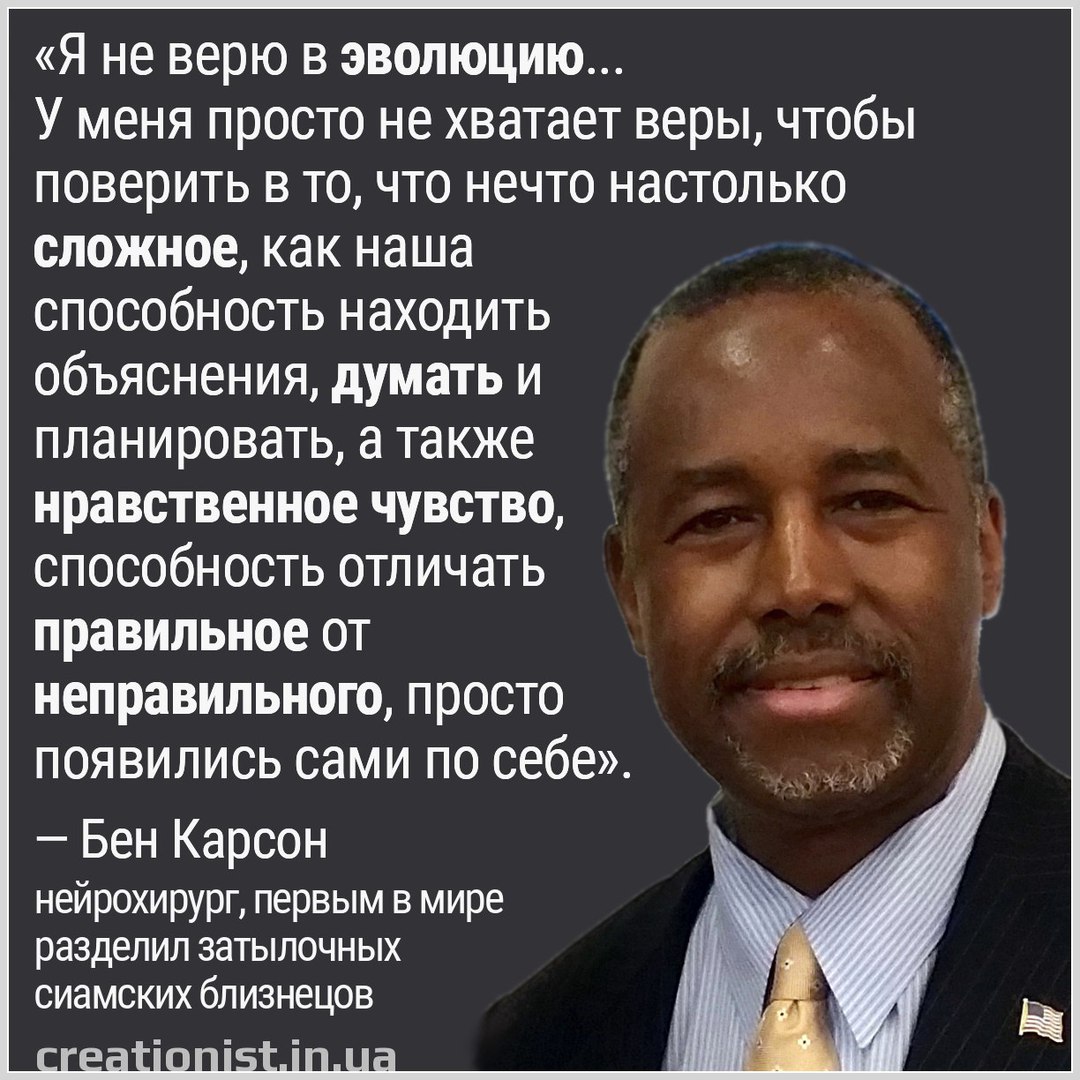 «Я не верю в эволюцию...
У меня просто не хватает веры, чтобы
поверить в то, что нечто настолько
сложное, как наша
способность находить
объяснения, думать и
планировать, а также
нравственное чувство,
способность отличать
правильное от
неправильного, просто
появились сами по себе».
— Бен Карсон
нейрохирург, первым в мире
разделил затылочных
сиамских близнецов
creationist.in.ua